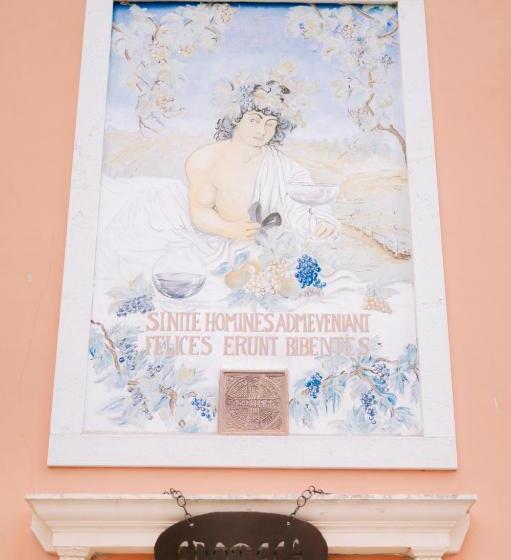 SINITE HOMINES AD ME VENIANT
FELICES ERUNT BIBENTES